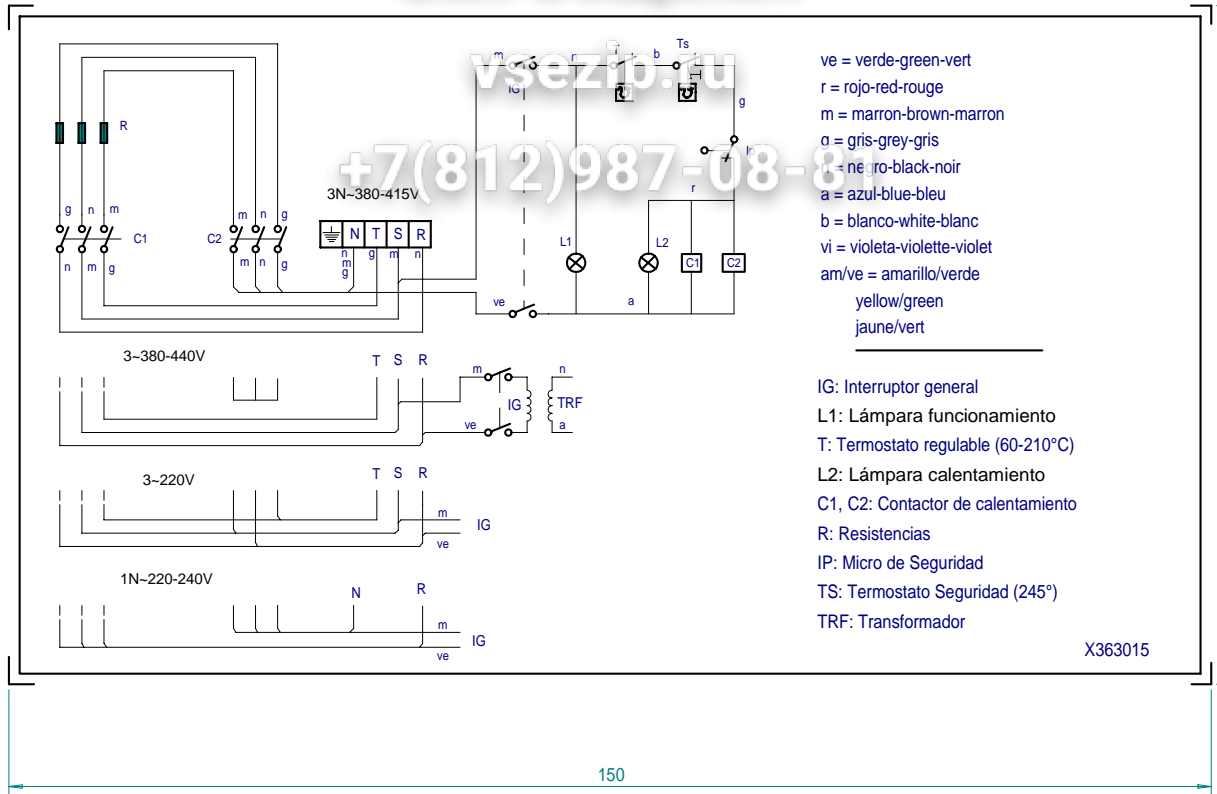 vsezip.ru
+7(812)987-08-81
m
IG
n
T
b
Ts
g
Ip
r
R
3N~380-415V
N T S R
g n m
C1
C2
m n g
n m g
m n g
n
m
g
g
m
n
L1
L2
C1
C2
ve
a
3~380-440V
T S R
m
IG
n
TRF
ve
a
3~220V
T S R
m
IG
ve
1N~220-240V
N
R
m
IG
ve
ve = verde-green-vert
r = rojo-red-rouge
m = marron-brown-marron
g = gris-grey-gris
n = negro-black-noir
a = azul-blue-bleu
b = blanco-white-blanc
vi = violeta-violette-violet
am/ve = amarillo/verde
yellow/green
jaune/vert
IG: Interruptor general
L1: Lámpara funcionamiento
T: Termostato regulable (60-210°C)
L2: Lámpara calentamiento
C1, C2: Contactor de calentamiento
R: Resistencias
IP: Micro de Seguridad
TS: Termostato Seguridad (245°)
TRF: Transformador
X363015
150